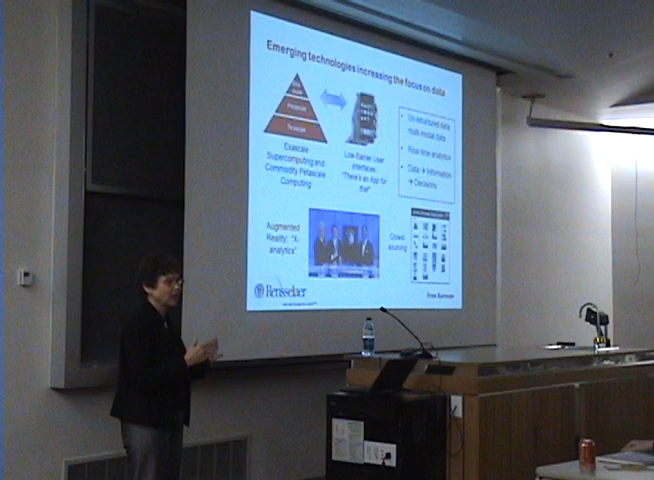 Emerging technologies increasing the focus on data
Petascale
Terascale
Exascale
Supercomputing and
Commodity Petascale
Computing
Low-Barrier User
Interfaces:
"There's an App for
that"
• Un-structured data
multi-modal data
• Real-time analytics
• Data → Information
→ Decisions
Augmented
Reality: "X-
analytics"
Crowd-
sourcing
Rensselaer
Fran Berman